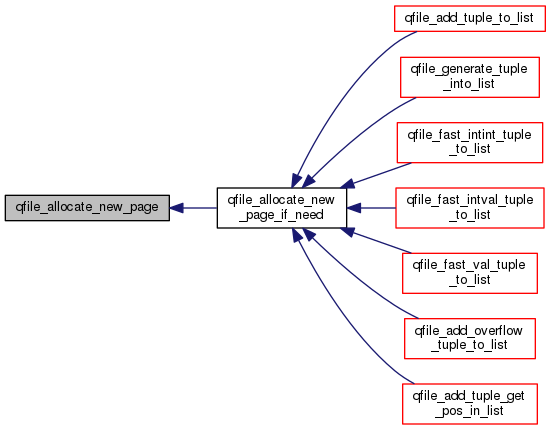 qfile_allocate_new_page
qfile_allocate_new
_page_if_need
qfile_add_tuple_to_list
qfile_generate_tuple
_into_list
qfile_fast_intint_tuple
_to_list
qfile_fast_intval_tuple
_to_list
qfile_fast_val_tuple
_to_list
qfile_add_overflow
_tuple_to_list
qfile_add_tuple_get
_pos_in_list